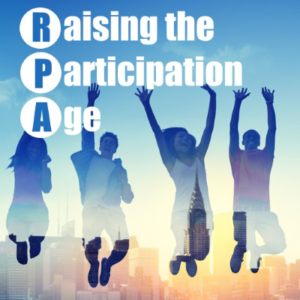 Raising the
Participation
Age